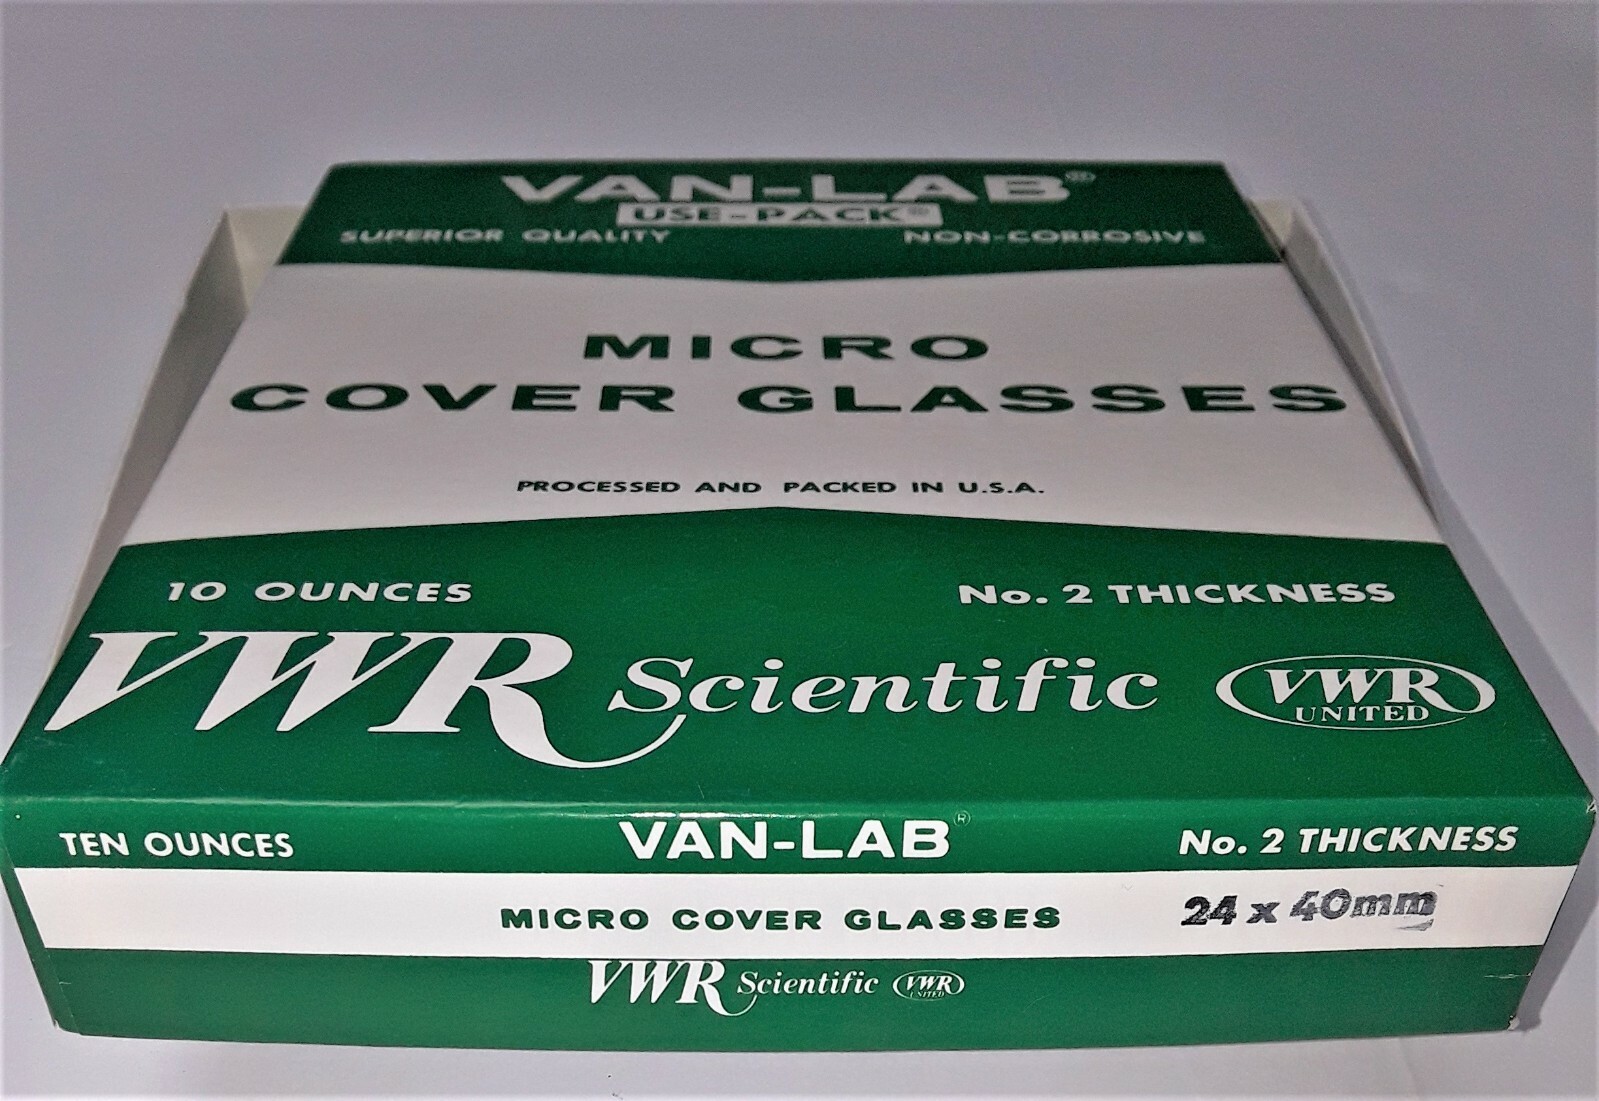 VAN-LAB®
USE-PACK®
SUPERIOR QUALITY NON-CORROSIVE
MICRO
COVER GLASSES
PROCESSED AND PACKED IN U.S.A.
10 OUNCES No. 2 THICKNESS
VWR Scientific VWR
UNITED
TEN OUNCES VAN-LAB® No. 2 THICKNESS
MICRO COVER GLASSES 24 x 40mm
VWR Scientific VWR
UNITED